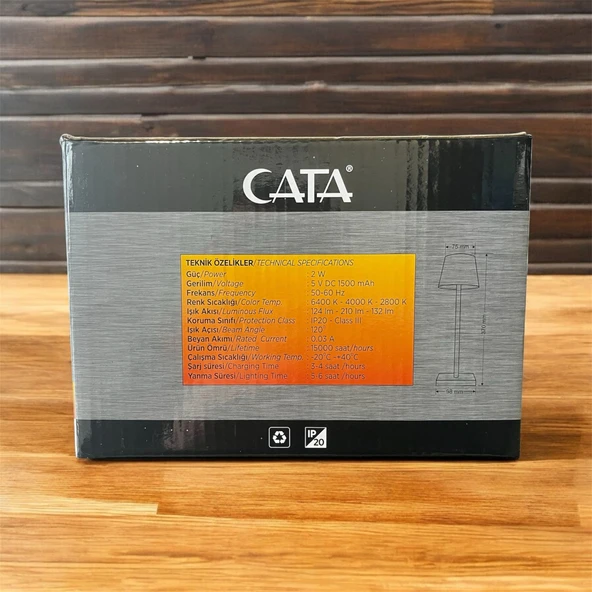 CATA®
75 mm
TEKNİK ÖZELİKLER/TECHNICAL SPECIFICATIONS
Güç/Power : 2 W
Gerilim/Voltage : 5 V DC 1500 mAh
Frekans/Frequency : 50-60 Hz
Renk Sıcaklığı/Color Temp. : 6400 K - 4000 K - 2800 K
Işık Akısı/Luminous Flux : 124 lm - 210 lm - 132 lm
Koruma Sınıfı/Protection Class : IP20 - Class III
Işık Açısı/Beam Angle : 120
Beyan Akımı/Rated Current : 0.03 A
Ürün Ömrü/Lifetime : 15000 saat/hours
Çalışma Sıcaklığı/Working Temp. : -20°C - +40°C
Şarj süresi/Charging Time : 3-4 saat/hours
Yanma Süresi/Lighting Time : 5-6 saat/hours
IP
20